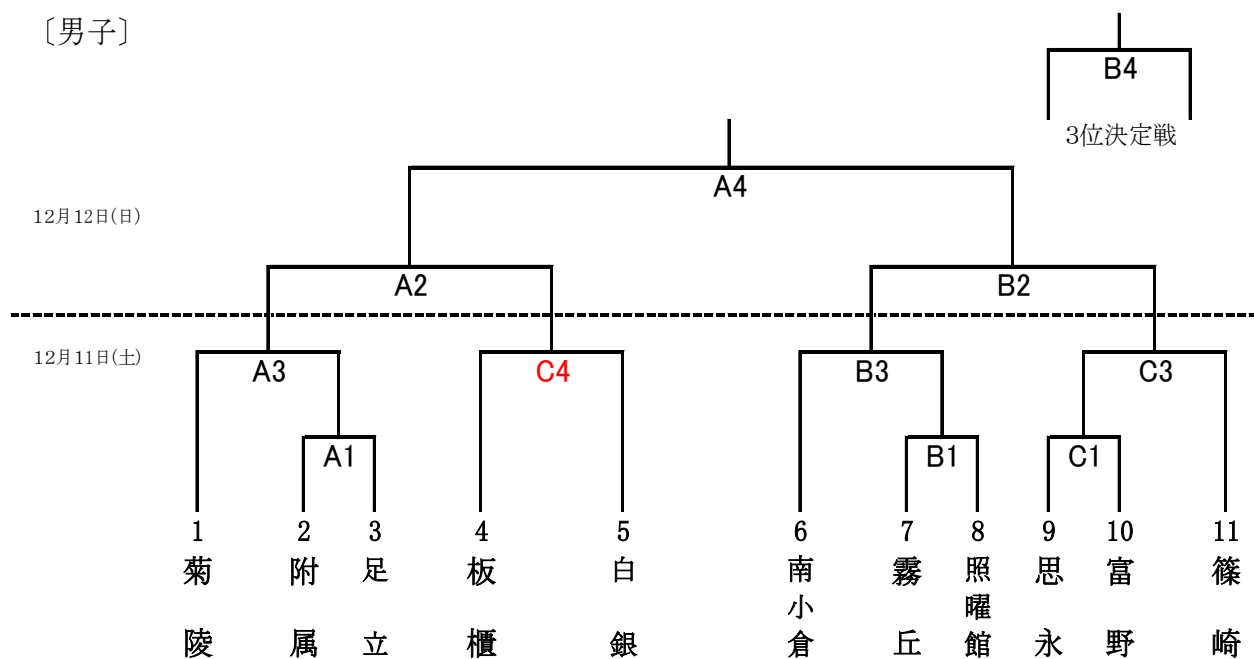 〔男子〕
B4
3位決定戦
A4
12月12日(日)
A2
B2
12月11日(土)
A3
C4
B3
C3
A1
B1
C1
1
2
3
4
5
6
7
8
9
10
11
菊陵
附属
足立
板櫃
白銀
南小倉
霧丘
照曜館
思永
富野
篠崎